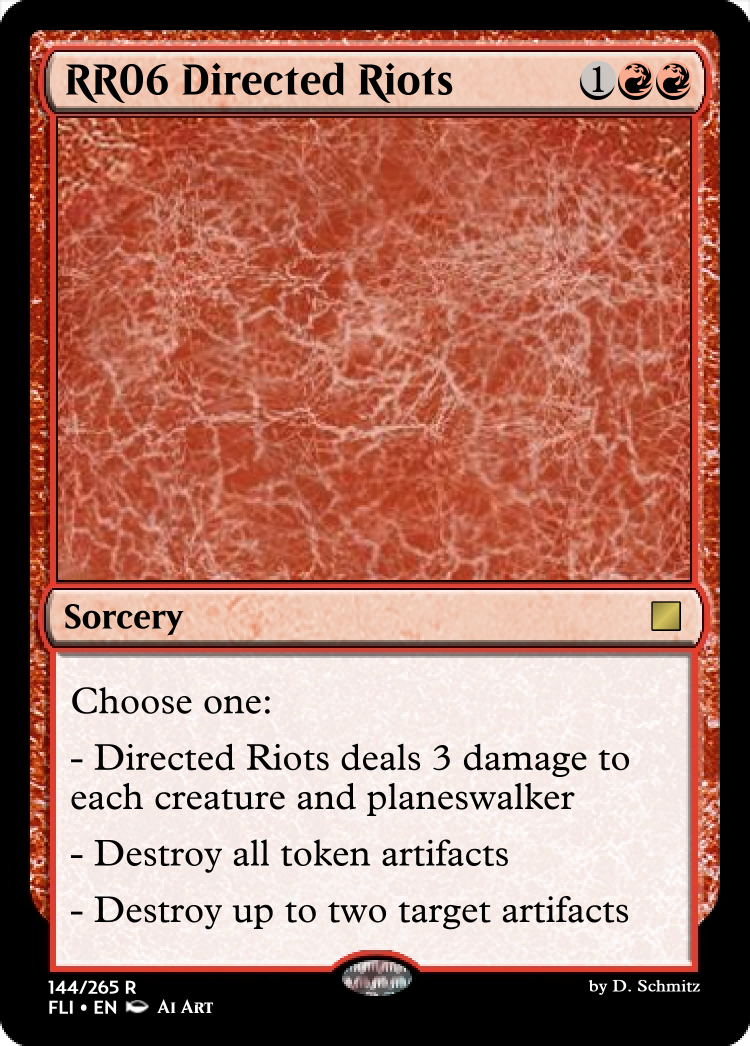 RR06 Directed Riots 1
Sorcery
Choose one:
- Directed Riots deals 3 damage to
each creature and planeswalker
- Destroy all token artifacts
- Destroy up to two target artifacts
144/265 R
by D. Schmitz
FLI • EN AI ART